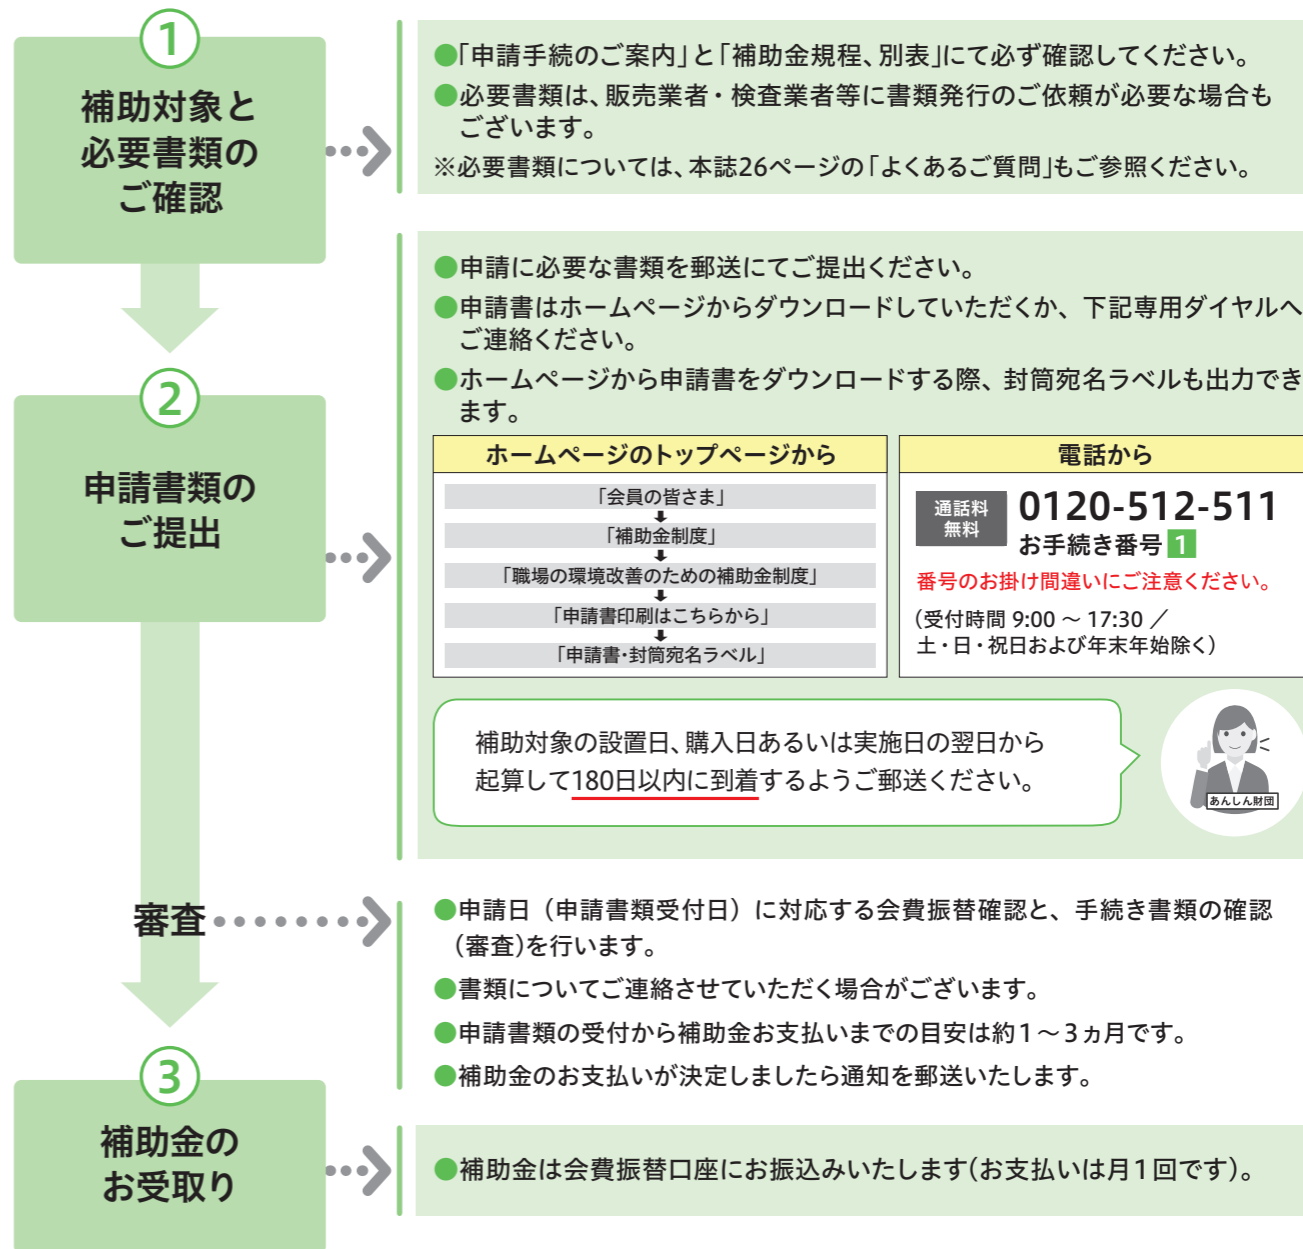 1
補助対象と
必要書類の
ご確認
●「申請手続のご案内」と「補助金規程、別表」にて必ず確認してください。
●必要書類は、販売業者・検査業者等に書類発行のご依頼が必要な場合も
ございます。
※必要書類については、本誌26ページの「よくあるご質問」もご参照ください。
2
申請書類の
ご提出
●申請に必要な書類を郵送にてご提出ください。
●申請書はホームページからダウンロードしていただくか、下記専用ダイヤルへ
ご連絡ください。
●ホームページから申請書をダウンロードする際、封筒宛名ラベルも出力でき
ます。
ホームページのトップページから
「会員の皆さま」
「補助金制度」
「職場の環境改善のための補助金制度」
「申請書印刷はこちらから」
「申請書・封筒宛名ラベル」
電話から
通話料
無料
0120-512-511
お手続き番号 1
番号のお掛け間違いにご注意ください。
(受付時間 9:00 ～ 17:30 ／
土・日・祝日および年末年始除く)
補助対象の設置日、購入日あるいは実施日の翌日から
起算して180日以内に到着するようご郵送ください。
あんしん財団
審査
●申請日（申請書類受付日）に対応する会費振替確認と、手続き書類の確認
(審査)を行います。
●書類についてご連絡させていただく場合がございます。
●申請書類の受付から補助金お支払いまでの目安は約1～3ヵ月です。
●補助金のお支払いが決定しましたら通知を郵送いたします。
3
補助金の
お受取り
●補助金は会費振替口座にお振込みいたします(お支払いは月1回です)。